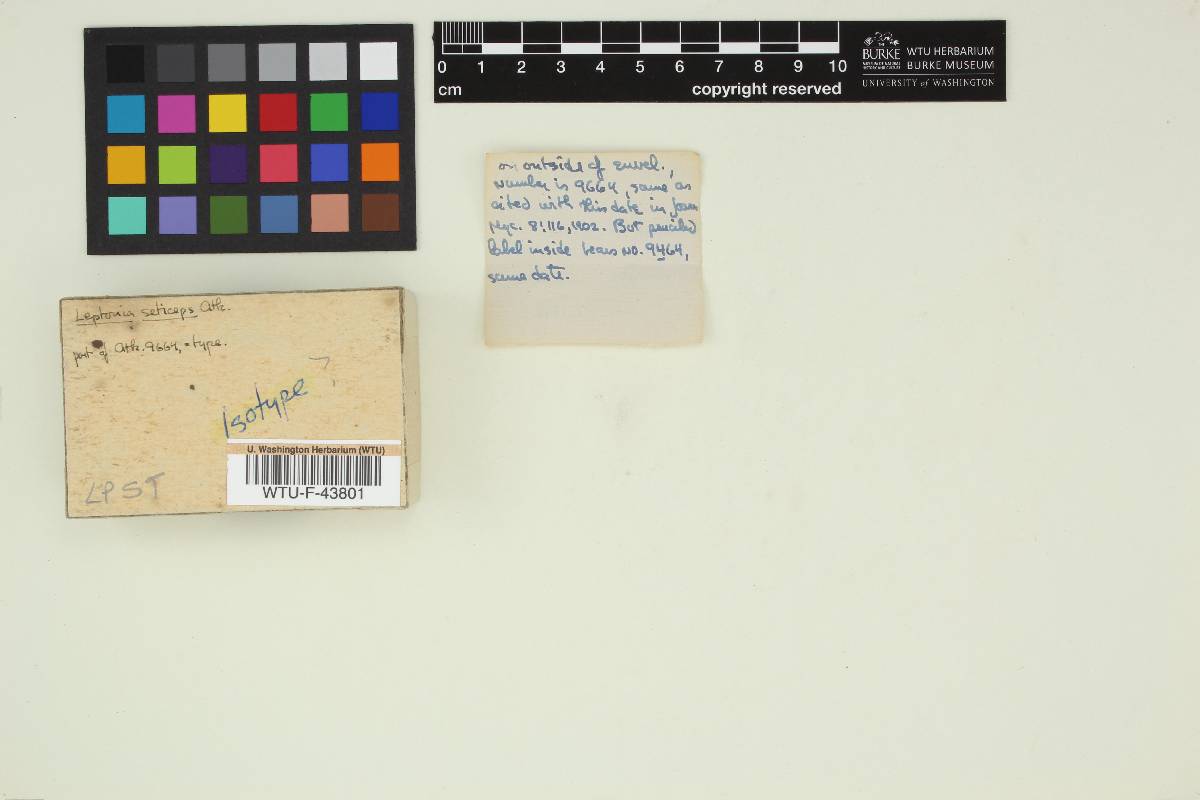 0 1 2 3 4 5 6 7 8 9 10
cm
copyright reserved
THE
BURKE
WTU HERBARIUM
BURKE MUSEUM
UNIVERSITY of WASHINGTON
on outside of envel.,
number is 9664, same as
cited with this date in Journ
Myc. 8:116, 1902. But penciled
label inside bears no. 9464,
same date.
Leptonia seticeps Atk.
part of Atk. 9664, = type.
Isotype ?
LPST
U. Washington Herbarium (WTU)
WTU-F-43801